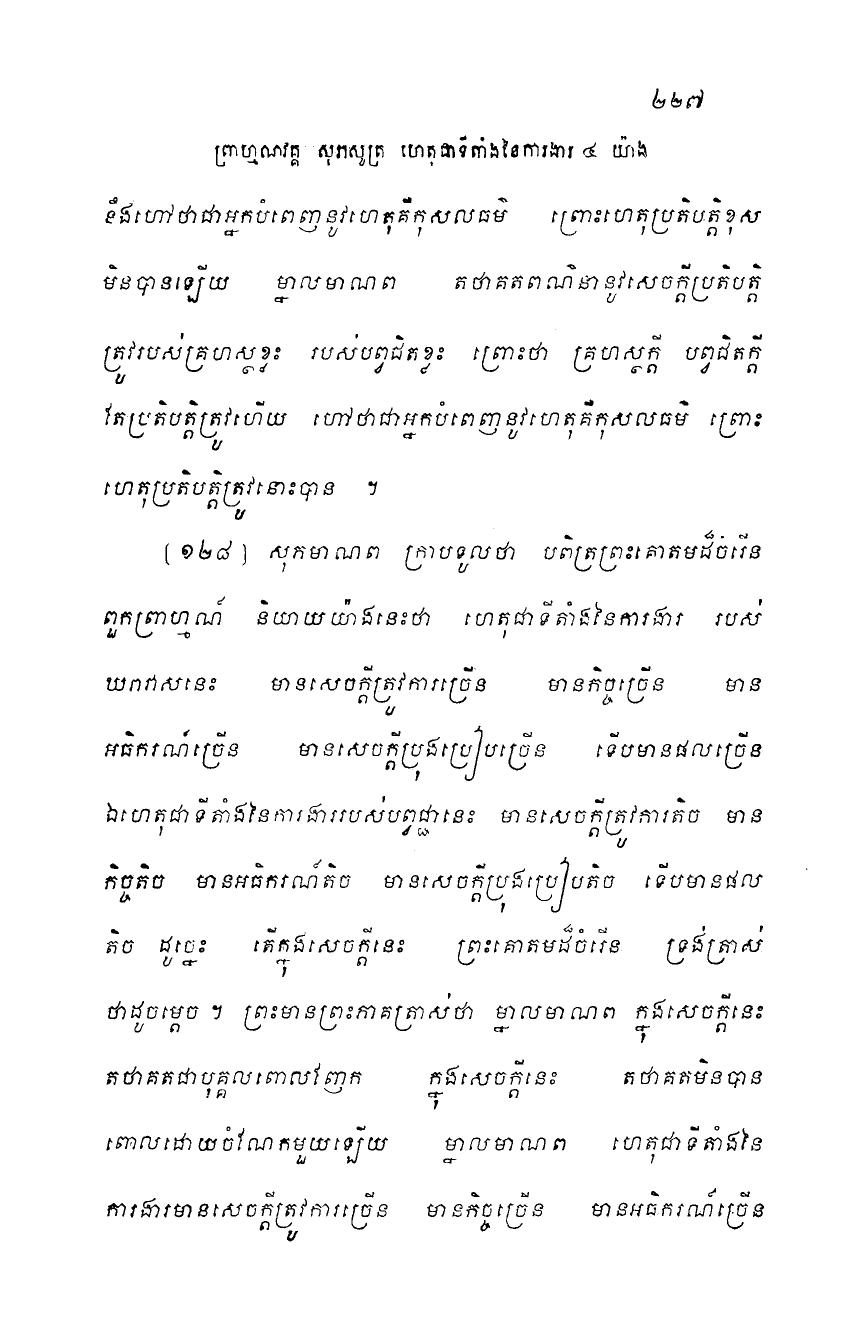 ២២៧
ព្រាហ្មណវគ្គ សុភសូត្រ ហេតុជាទីតាំងនៃការងារ ៤ យ៉ាង
នឹងហៅថាជាអ្នកបំពេញនូវហេតុគឺកុសលធម៌ ព្រោះហេតុប្រតិបត្តិខុស
មិនបានឡើយ ម្នាលមាណព តថាគតពណ៌នានូវសេចក្តីប្រតិបត្តិ
ត្រូវរបស់គ្រហស្ថខ្លះ របស់បព្វជិតខ្លះ ព្រោះថា គ្រហស្ថក្តី បព្វជិតក្តី
តែប្រតិបត្តិត្រូវហើយ ហៅថាជាអ្នកបំពេញនូវហេតុគឺកុសលធម៌ ព្រោះ
ហេតុប្រតិបត្តិត្រូវនោះបាន ។
[១២៨] សុភមាណព ក្រាបទូលថា បពិត្រព្រះគោតមដ៏ចំរើន
ពួកព្រាហ្មណ៍ និយាយយ៉ាងនេះថា ហេតុជាទីតាំងនៃការងារ របស់
ឃរាវាសនេះ មានសេចក្តីត្រូវការច្រើន មានកិច្ចច្រើន មាន
អធិករណ៍ច្រើន មានសេចក្តីប្រុងប្រៀបច្រើន ទើបមានផលច្រើន
ឯហេតុជាទីតាំងនៃការងាររបស់បព្វជ្ជានេះ មានសេចក្តីត្រូវការតិច មាន
កិច្ចតិច មានអធិករណ៍តិច មានសេចក្តីប្រុងប្រៀបតិច ទើបមានផល
តិច ដូច្នេះ តើក្នុងសេចក្តីនេះ ព្រះគោតមដ៏ចំរើន ទ្រង់ត្រាស់
ថាដូចម្តេច ។ ព្រះមានព្រះភាគត្រាស់ថា ម្នាលមាណព ក្នុងសេចក្តីនេះ
តថាគតជាបុគ្គលពោលវែញក ក្នុងសេចក្តីនេះ តថាគតមិនបាន
ពោលដោយចំណែកមួយឡើយ ម្នាលមាណព ហេតុជាទីតាំងនៃ
ការងារមានសេចក្តីត្រូវការច្រើន មានកិច្ចច្រើន មានអធិករណ៍ច្រើន